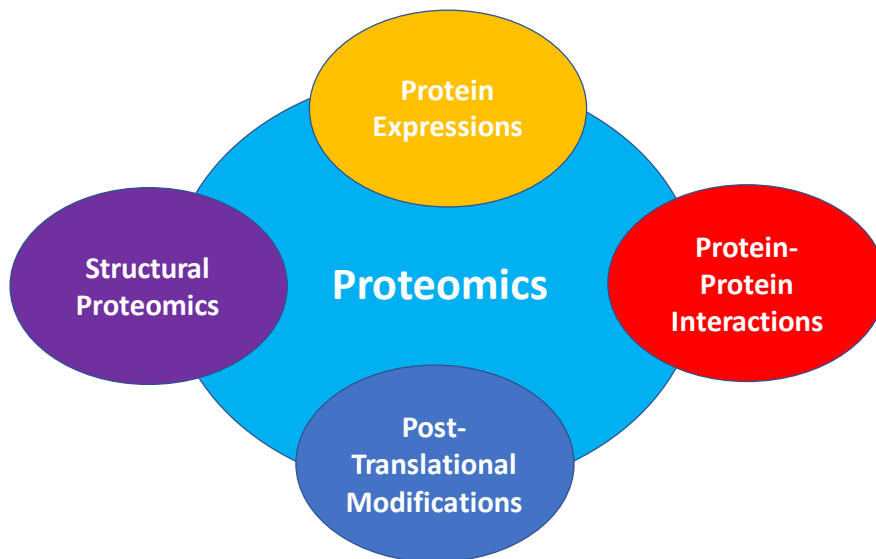 Protein
Expressions
Structural
Proteomics
Proteomics
Protein-
Protein
Interactions
Post-
Translational
Modifications